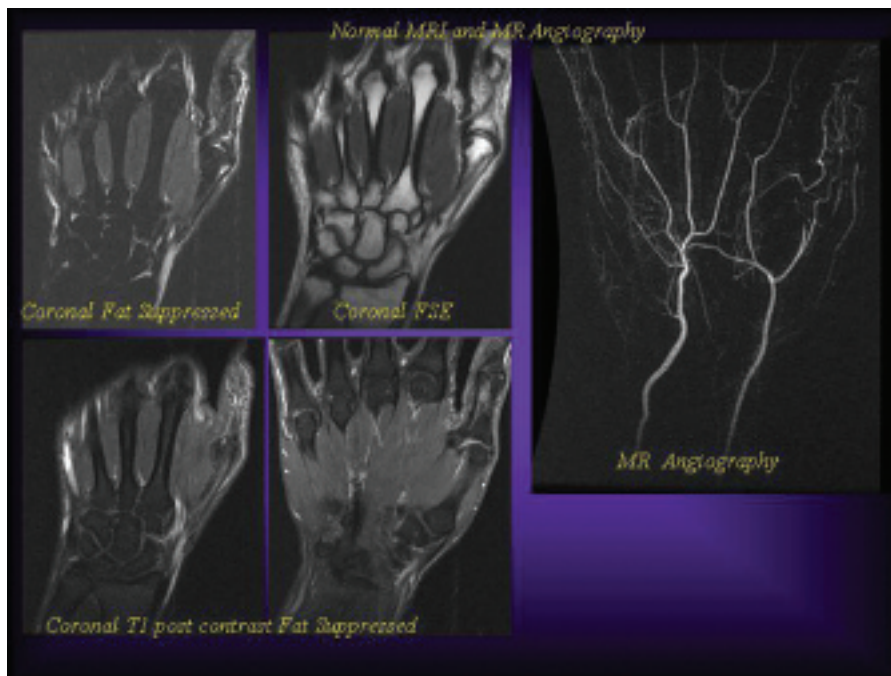 Normal MRI and MR Angiography
Coronal Fat Suppressed
Coronal FSE
MR Angiography
Coronal T1 post contrast Fat Suppressed